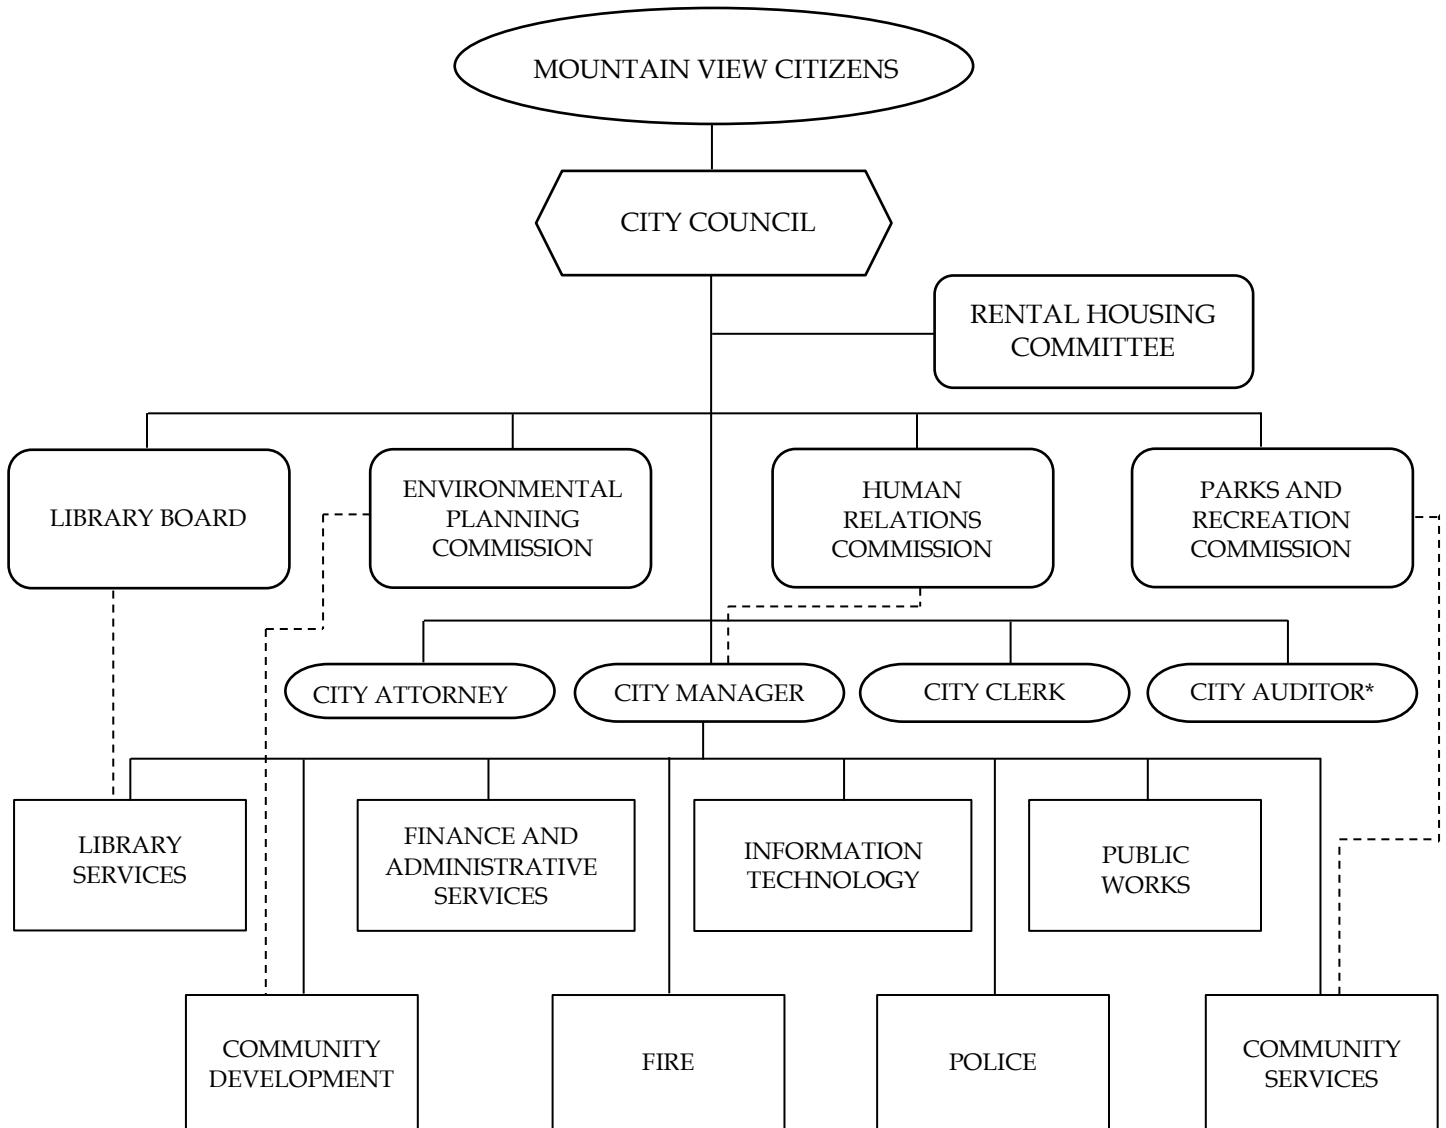 MOUNTAIN VIEW CITIZENS
CITY COUNCIL
RENTAL HOUSING
COMMITTEE
LIBRARY BOARD
ENVIRONMENTAL
PLANNING
COMMISSION
HUMAN
RELATIONS
COMMISSION
PARKS AND
RECREATION
COMMISSION
CITY ATTORNEY
CITY MANAGER
CITY CLERK
CITY AUDITOR*
LIBRARY
SERVICES
FINANCE AND
ADMINISTRATIVE
SERVICES
INFORMATION
TECHNOLOGY
PUBLIC
WORKS
COMMUNITY
DEVELOPMENT
FIRE
POLICE
COMMUNITY
SERVICES